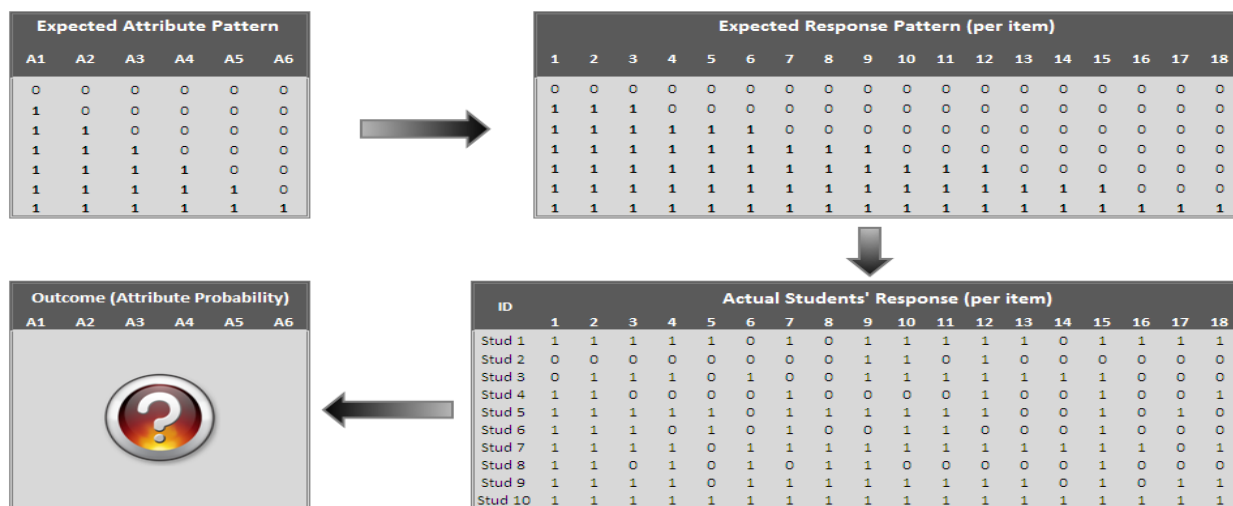 Expected Attribute Pattern
A1 A2 A3 A4 A5 A6
0 0 0 0 0 0
1 0 0 0 0 0
1 1 0 0 0 0
1 1 1 0 0 0
1 1 1 1 0 0
1 1 1 1 1 0
1 1 1 1 1 1
Expected Response Pattern (per item)
1 2 3 4 5 6 7 8 9 10 11 12 13 14 15 16 17 18
0 0 0 0 0 0 0 0 0 0 0 0 0 0 0 0 0 0
1 1 1 0 0 0 0 0 0 0 0 0 0 0 0 0 0 0
1 1 1 1 1 1 0 0 0 0 0 0 0 0 0 0 0 0
1 1 1 1 1 1 1 1 1 0 0 0 0 0 0 0 0 0
1 1 1 1 1 1 1 1 1 1 1 1 0 0 0 0 0 0
1 1 1 1 1 1 1 1 1 1 1 1 1 1 1 0 0 0
1 1 1 1 1 1 1 1 1 1 1 1 1 1 1 1 1 1
Outcome (Attribute Probability)
A1 A2 A3 A4 A5 A6
?
ID Actual Students' Response (per item)
1 2 3 4 5 6 7 8 9 10 11 12 13 14 15 16 17 18
Stud 1 1 1 1 1 1 0 1 0 1 1 1 1 1 0 1 1 1 1
Stud 2 0 0 0 0 0 0 0 0 1 1 0 1 0 0 0 0 0 0
Stud 3 0 1 1 1 0 1 0 0 1 1 1 1 1 1 1 0 0 0
Stud 4 1 1 0 0 0 0 1 0 0 0 0 1 0 0 1 0 0 1
Stud 5 1 1 1 1 1 0 1 1 1 1 1 1 0 0 1 0 1 0
Stud 6 1 1 1 0 1 0 1 0 0 1 1 0 0 0 1 0 0 0
Stud 7 1 1 1 1 0 1 1 1 1 1 1 1 1 1 1 1 0 1
Stud 8 1 1 0 1 0 1 0 1 1 0 0 0 0 0 1 0 0 0
Stud 9 1 1 1 1 0 1 1 1 1 1 1 1 1 0 1 0 1 1
Stud 10 1 1 1 1 1 1 1 1 1 1 1 1 1 1 1 1 1 1